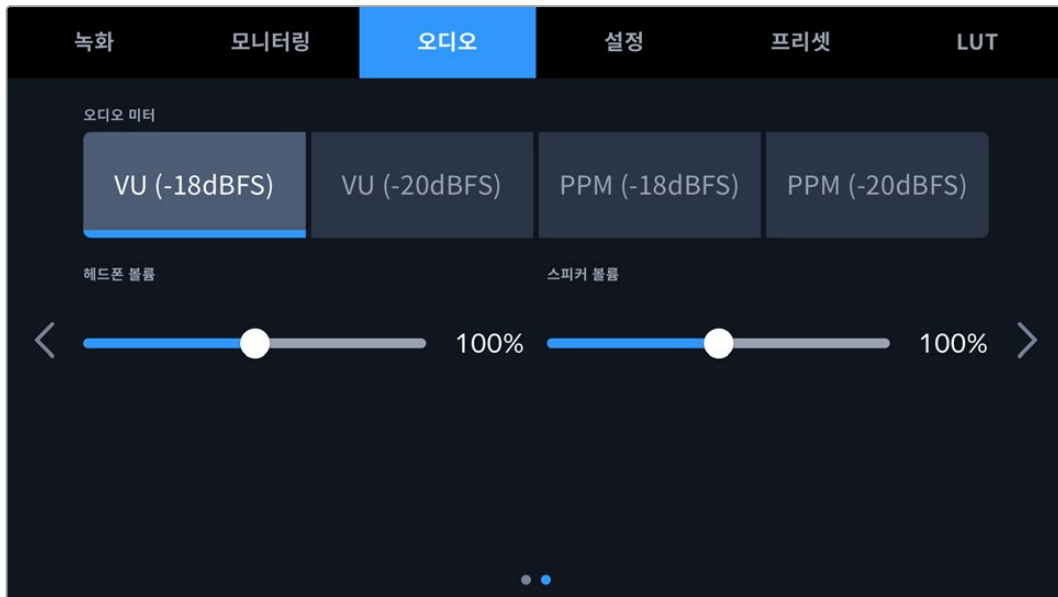 녹화 모니터링 오디오 설정 프리셋 LUT
오디오 미터
VU (-18dBFS) VU (-20dBFS) PPM (-18dBFS) PPM (-20dBFS)
헤드폰 볼륨 스피커 볼륨
100% 100%